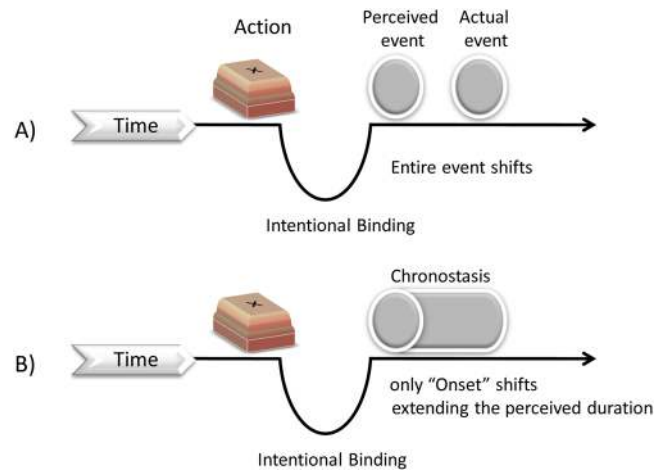 Action
Perceived Actual
event event
A)
Time
X
Entire event shifts
Intentional Binding
Chronostasis
B)
Time
X
only “Onset” shifts
extending the perceived duration
Intentional Binding